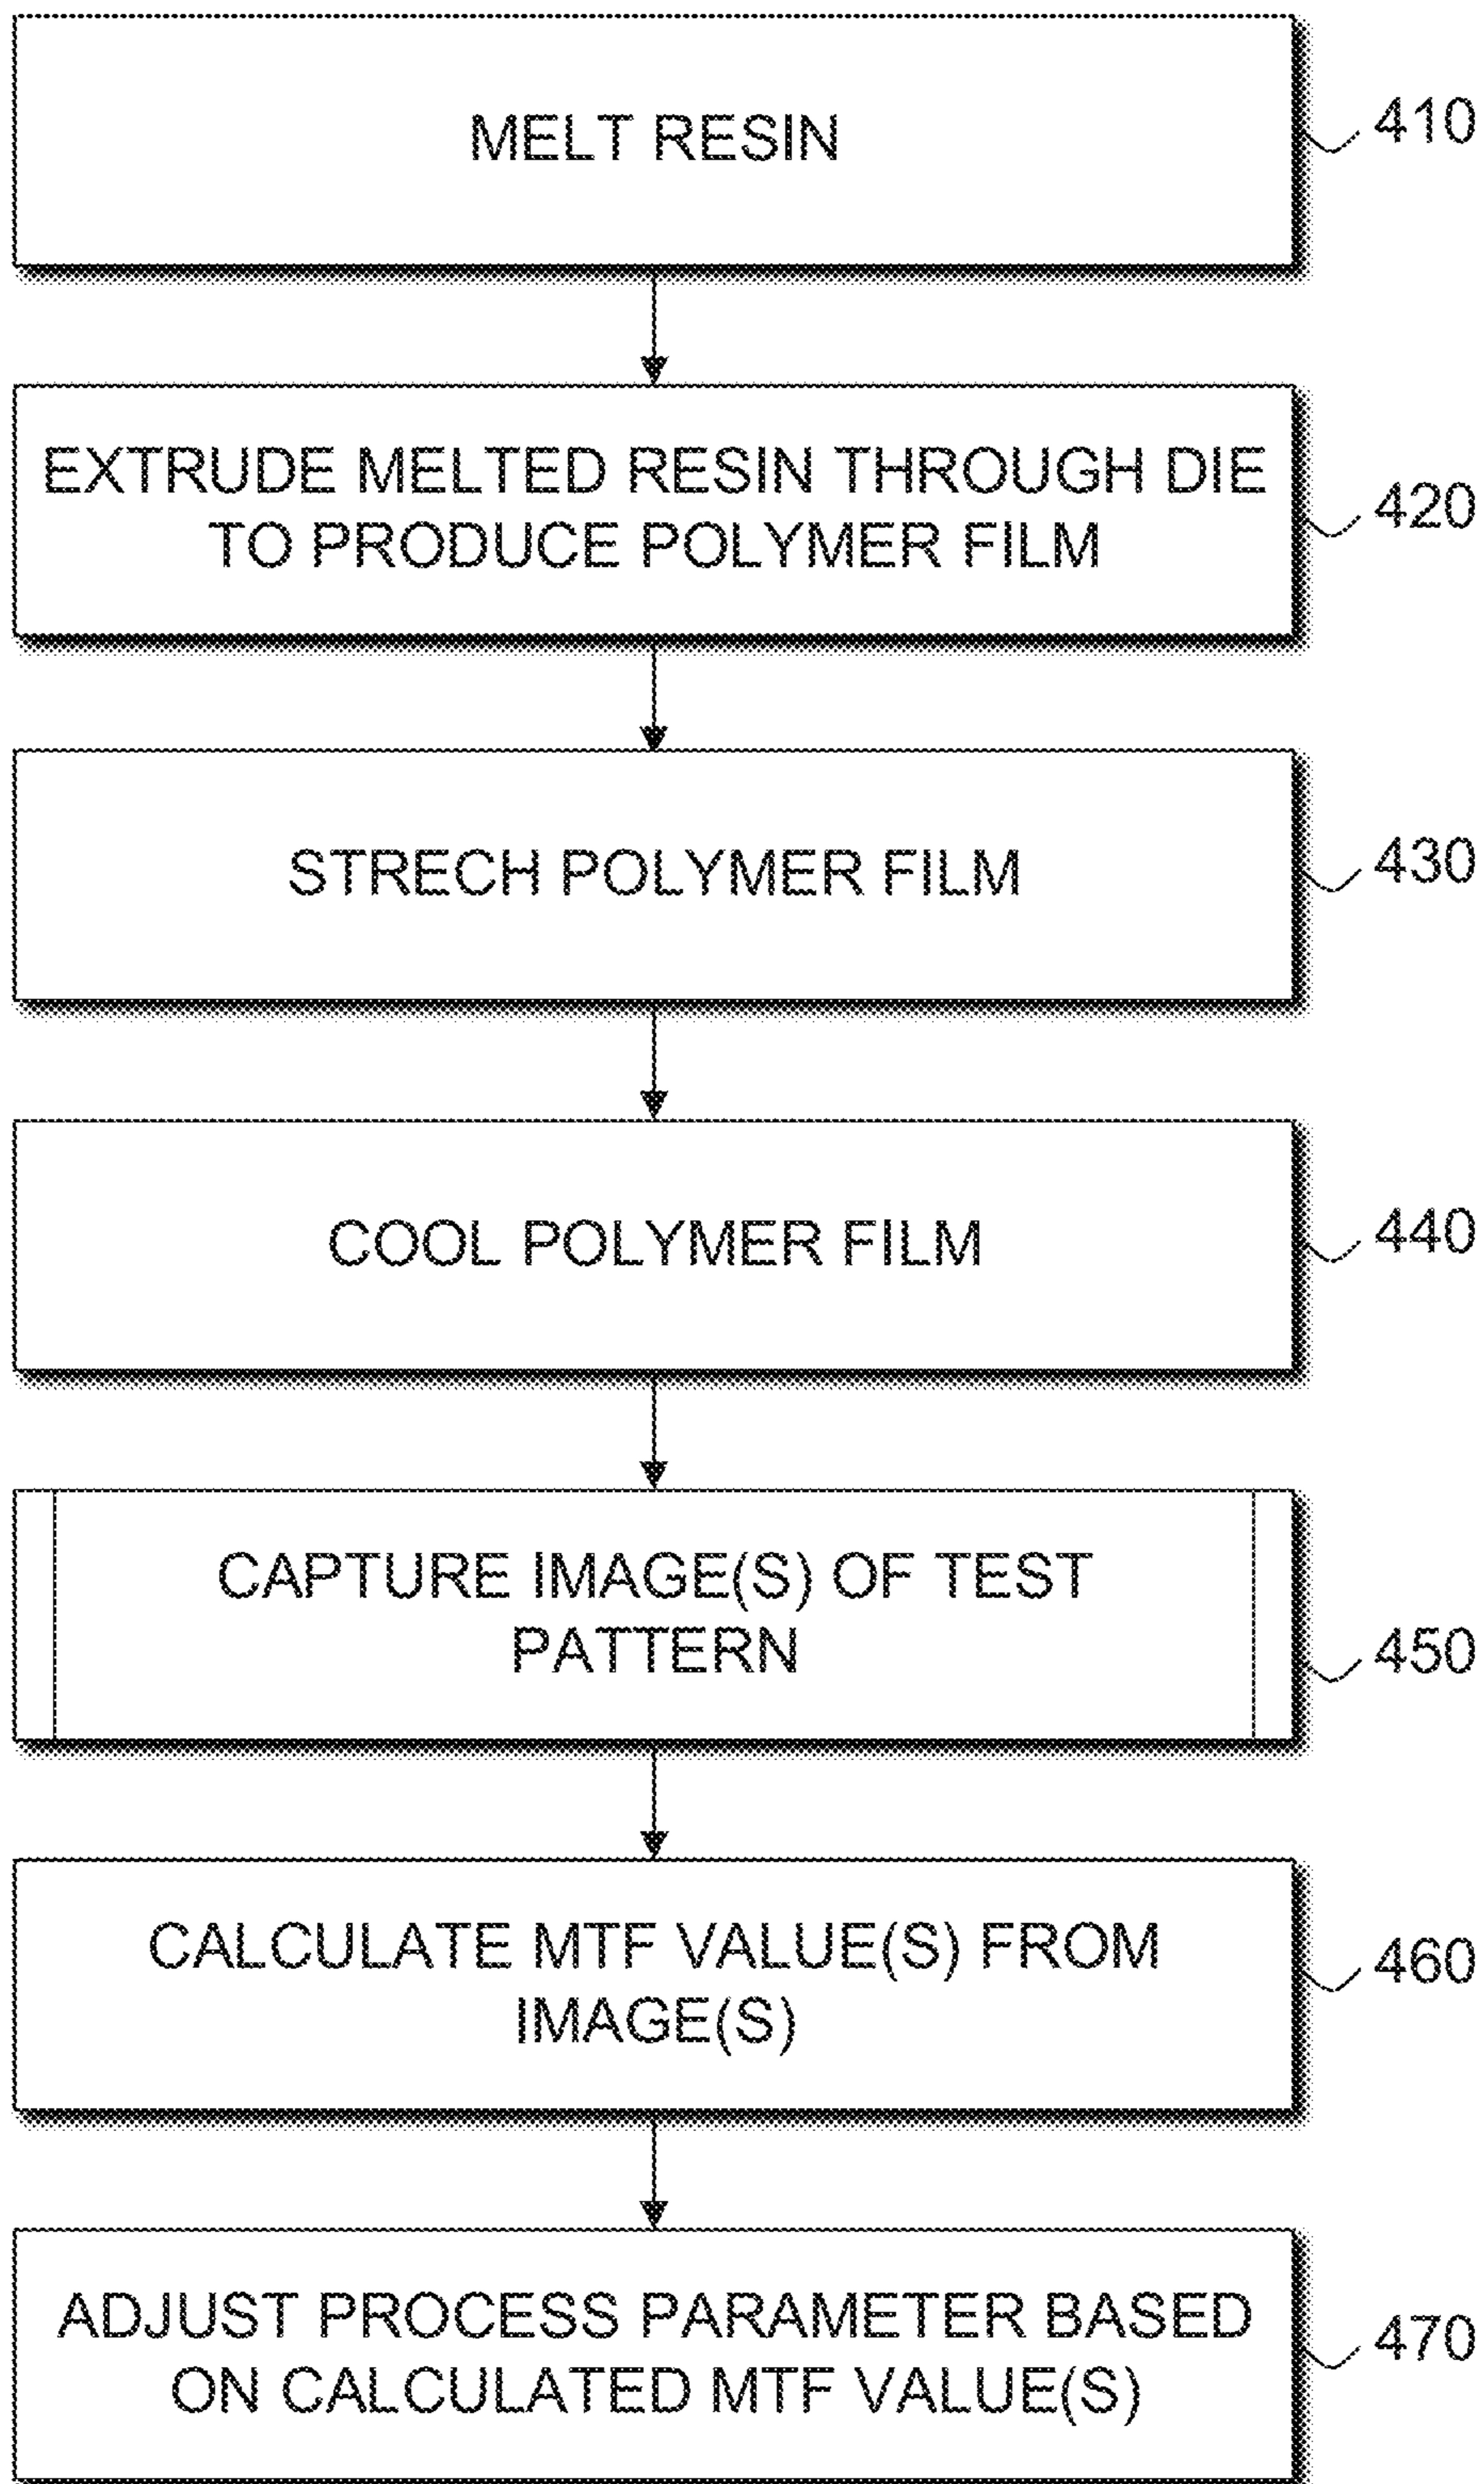 MELT RESIN
410
EXTRUDE MELTED RESIN THROUGH DIE
TO PRODUCE POLYMER FILM
420
STRECH POLYMER FILM
430
COOL POLYMER FILM
440
CAPTURE IMAGE(S) OF TEST
PATTERN
450
CALCULATE MTF VALUE(S) FROM
IMAGE(S)
460
ADJUST PROCESS PARAMETER BASED
ON CALCULATED MTF VALUE(S)
470